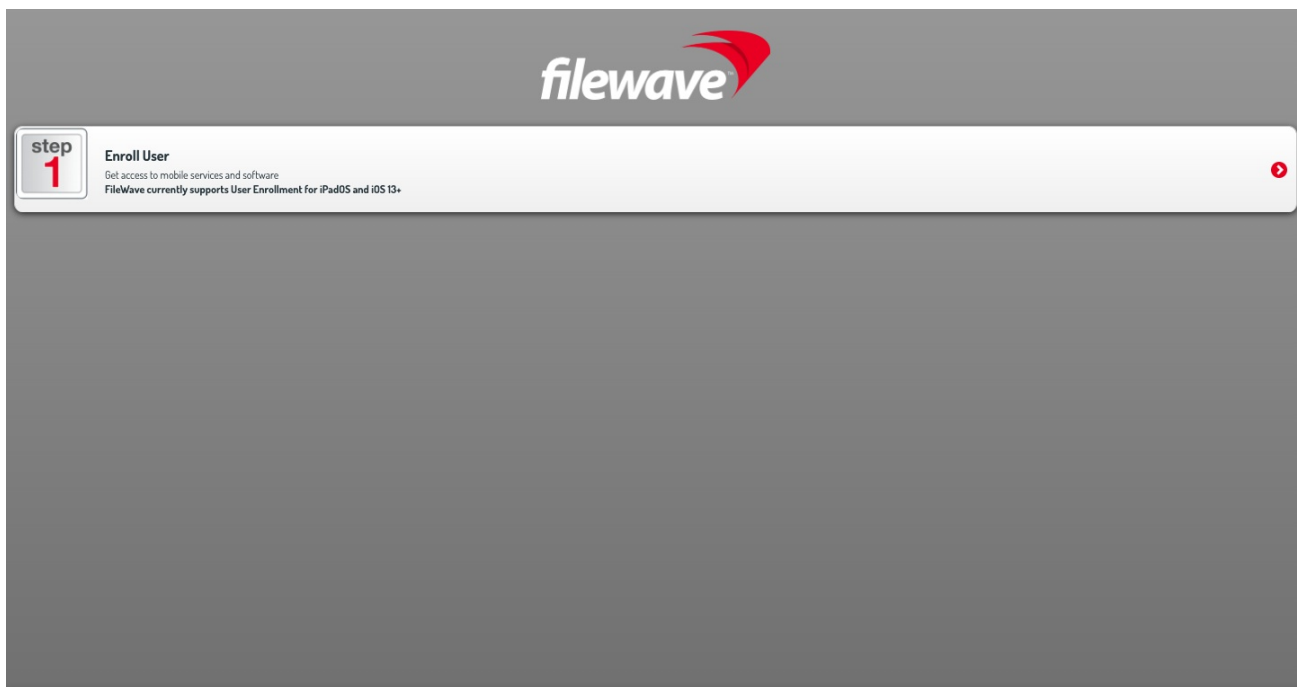 filewave™
step
1
Enroll User
Get access to mobile services and software
FileWave currently supports User Enrollment for iPadOS and iOS 13+